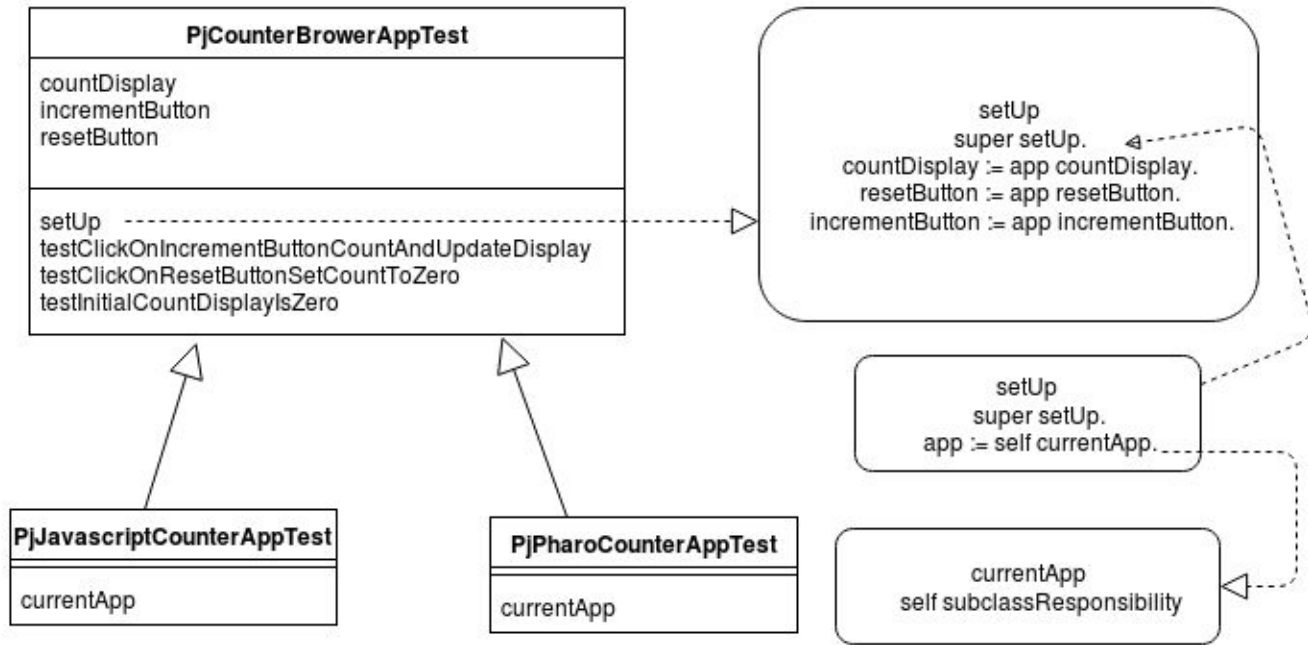 PjCounterBrowerAppTest
countDisplay
incrementButton
resetButton
setUp
testClickOnIncrementButtonCountAndUpdateDisplay
testClickOnResetButtonSetCountToZero
testInitialCountDisplayIsZero
setUp
super setUp.
countDisplay := app countDisplay.
resetButton := app resetButton.
incrementButton := app incrementButton.
setUp
super setUp.
app := self currentApp.
PjJavascriptCounterAppTest
currentApp
PjPharoCounterAppTest
currentApp
currentApp
self subclassResponsibility